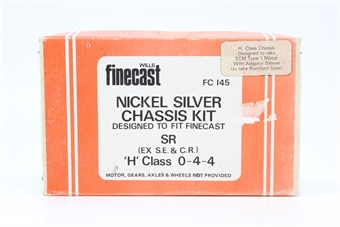 WILLS
finecast
FC 145
H. Class Chassis
Designed to take
ECM Type 1 Motor
With Adaptor Sleeve
(to take Romford Gear)
NICKEL SILVER
CHASSIS KIT
DESIGNED TO FIT FINECAST
SR
(EX S.E. & C.R.)
'H' Class 0-4-4
MOTOR, GEARS, AXLES & WHEELS NOT PROVIDED